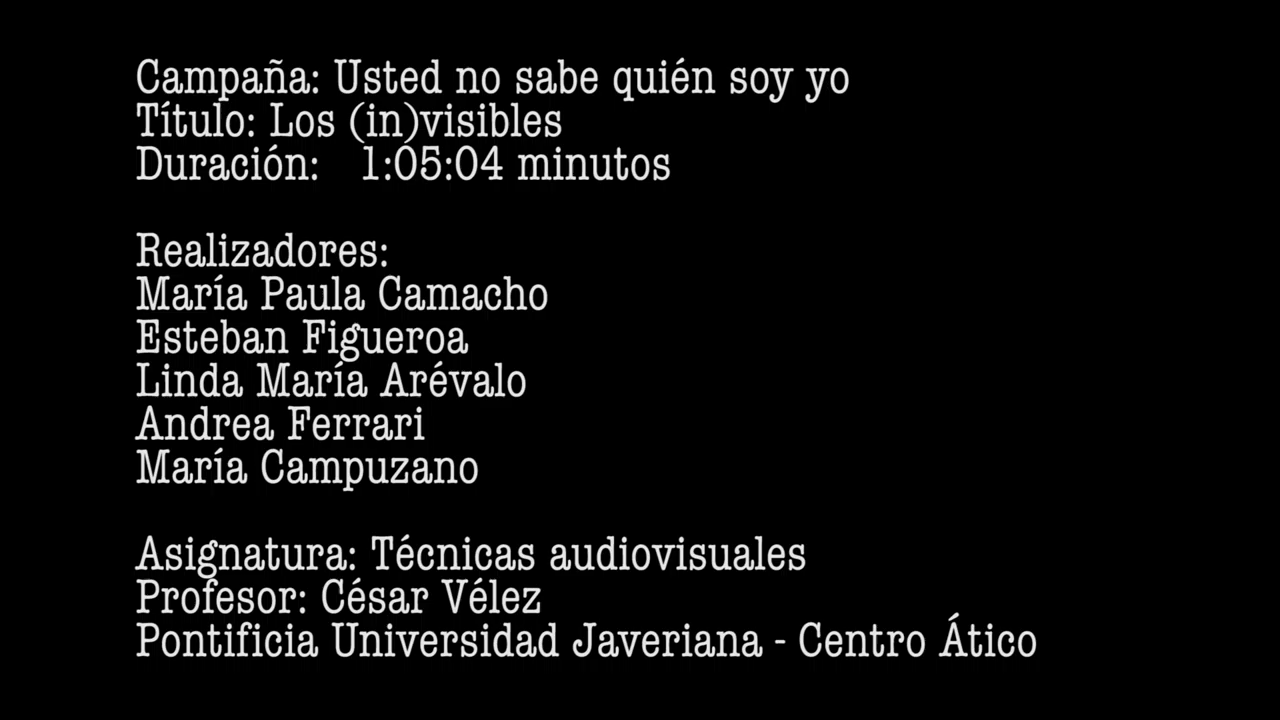 Campaña: Usted no sabe quién soy yo
Título: Los (in)visibles
Duración: 1:05:04 minutos
Realizadores:
María Paula Camacho
Esteban Figueroa
Linda María Arévalo
Andrea Ferrari
María Campuzano
Asignatura: Técnicas audiovisuales
Profesor: César Vélez
Pontificia Universidad Javeriana - Centro Ático